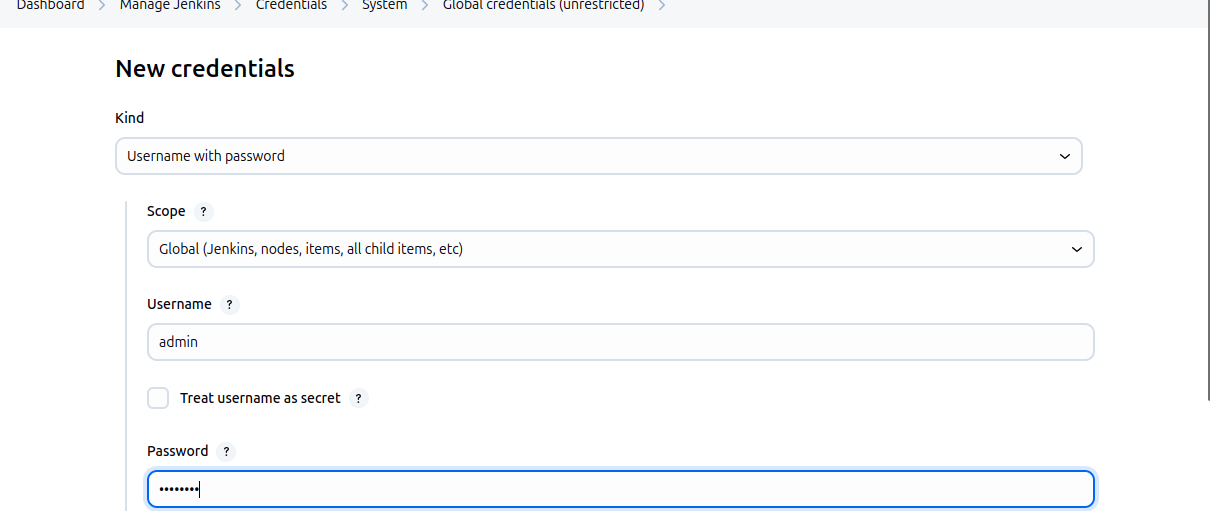 Dashboard > Manage Jenkins > Credentials > System > Global credentials (unrestricted) >
New credentials
Kind
Username with password
Scope ?
Global (Jenkins, nodes, items, all child items, etc)
Username ?
admin
Treat username as secret ?
Password ?
••••••••